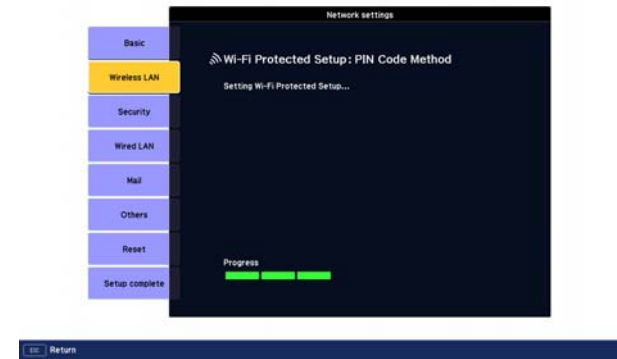 Network settings
Basic
Wireless LAN
Security
Wired LAN
Mail
Others
Reset
Setup complete
Wi-Fi Protected Setup: PIN Code Method
Setting Wi-Fi Protected Setup...
Progress
Esc Return